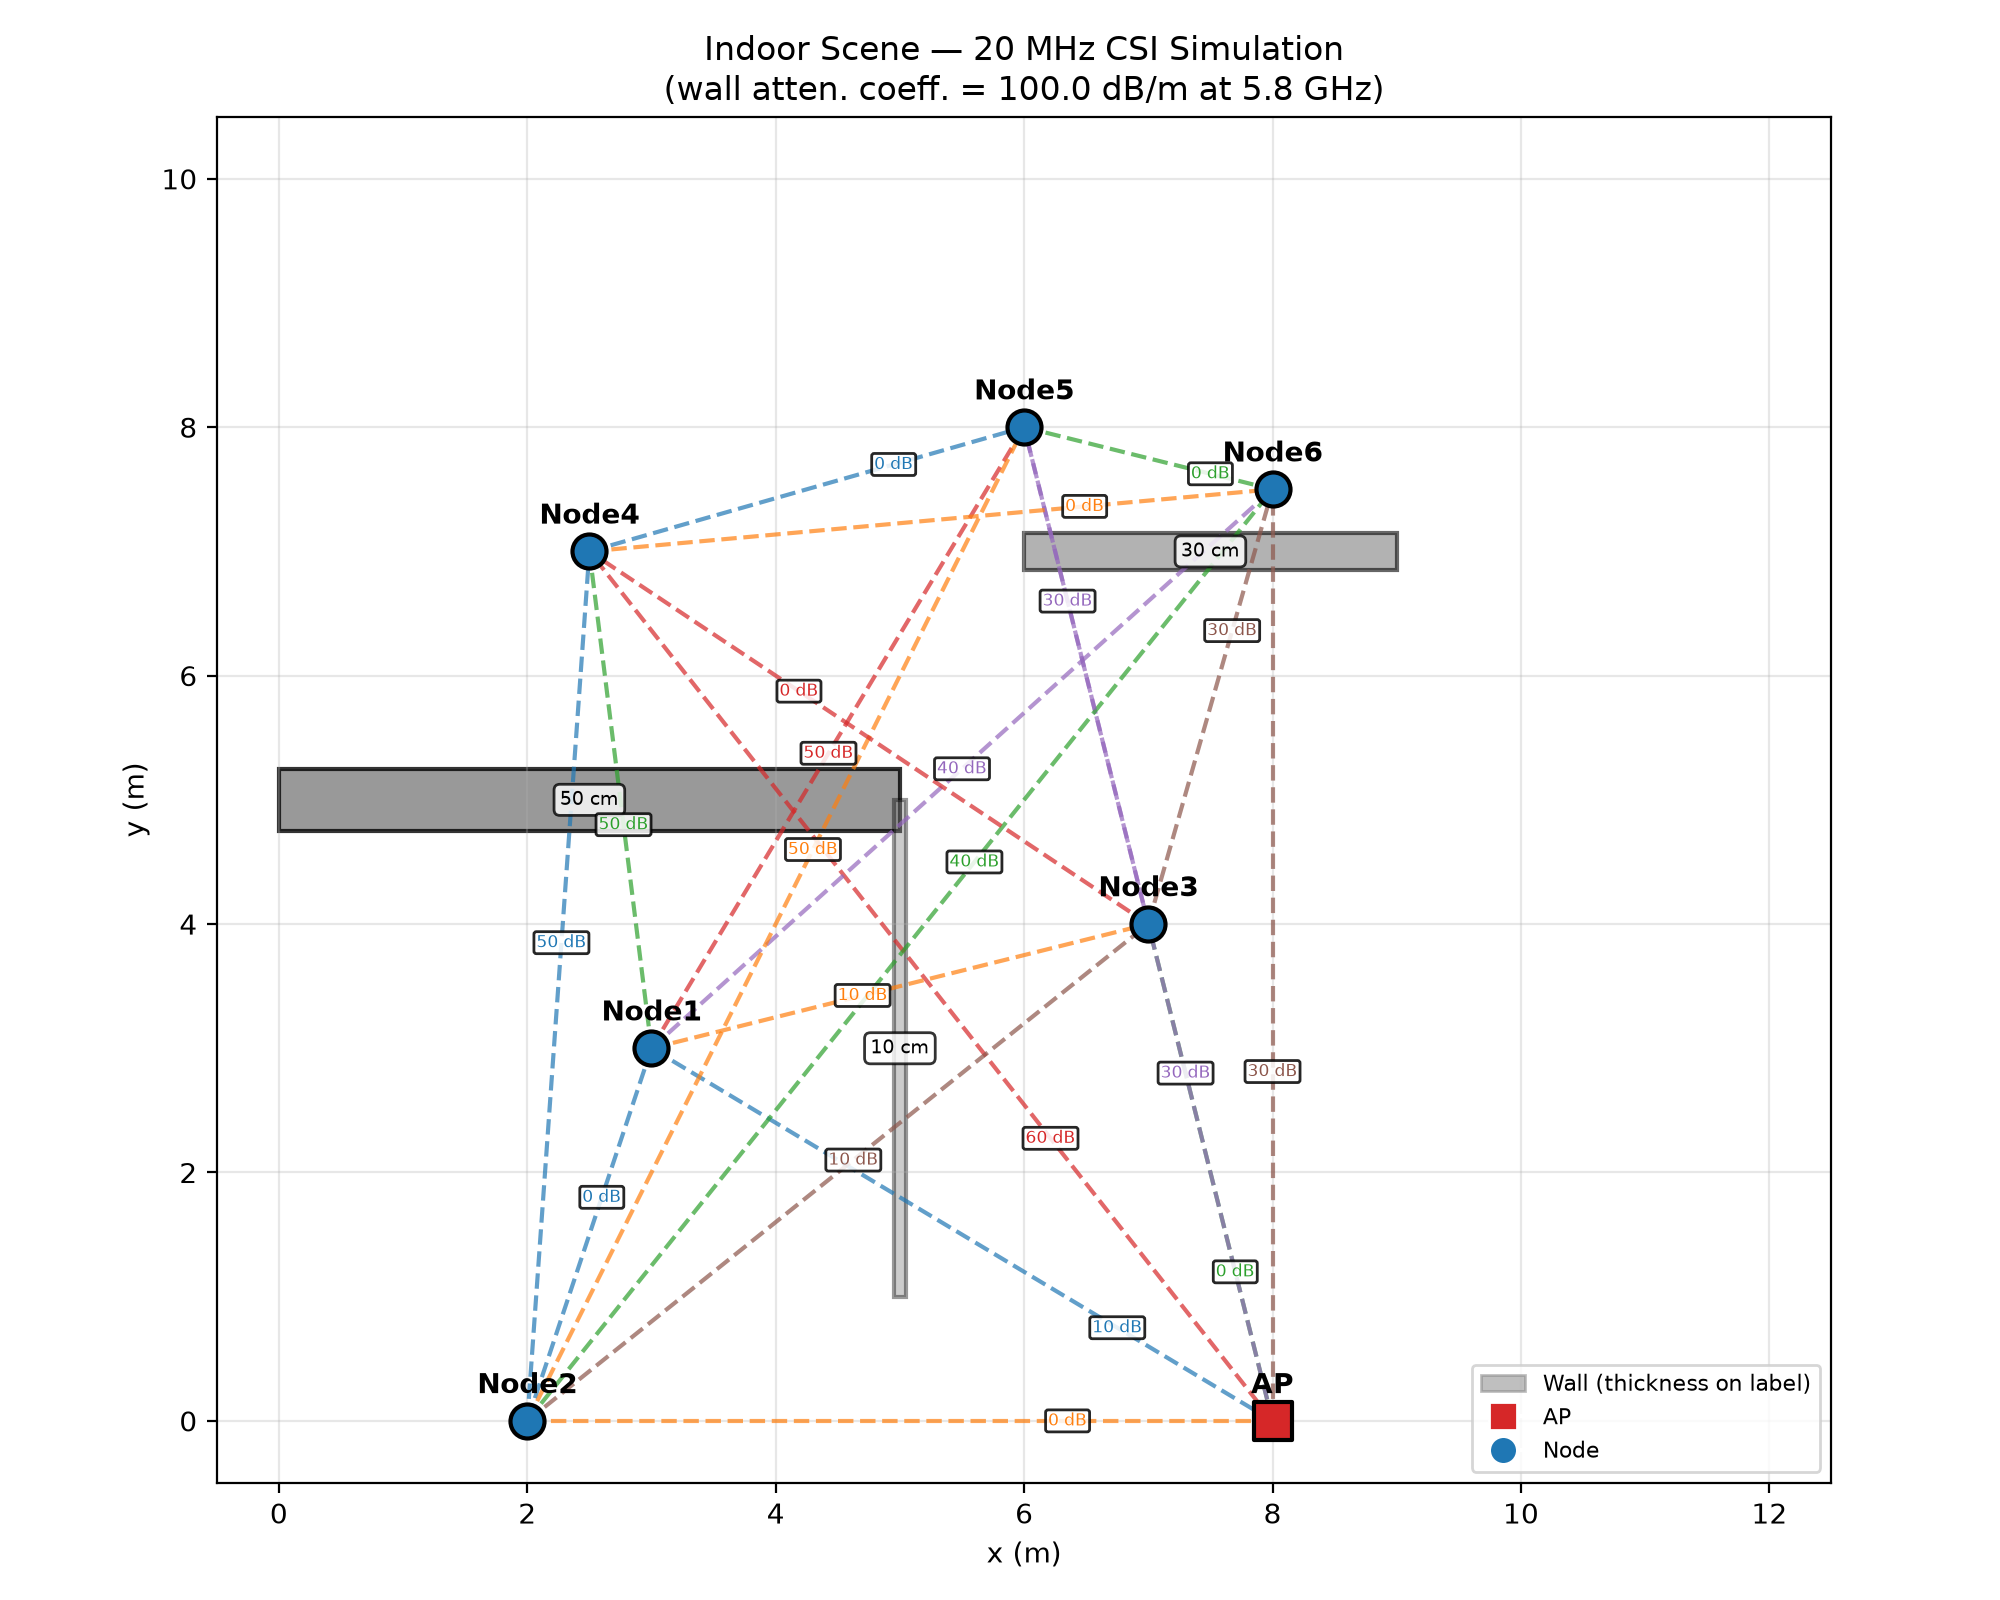 Indoor Scene — 20 MHz CSI Simulation
(wall atten. coeff. = 100.0 dB/m at 5.8 GHz)
y (m)
10
8
6
4
2
0
Node5
Node6
0 dB
0 dB
0 dB
Node4
30 cm
30 dB
30 dB
0 dB
50 dB
40 dB
50 cm
50 dB
50 dB
40 dB
Node3
50 dB
10 dB
Node1
10 cm
30 dB
30 dB
60 dB
10 dB
0 dB
0 dB
10 dB
Node2
AP
0 dB
Wall (thickness on label)
AP
Node
0
2
4
6
8
10
12
x (m)